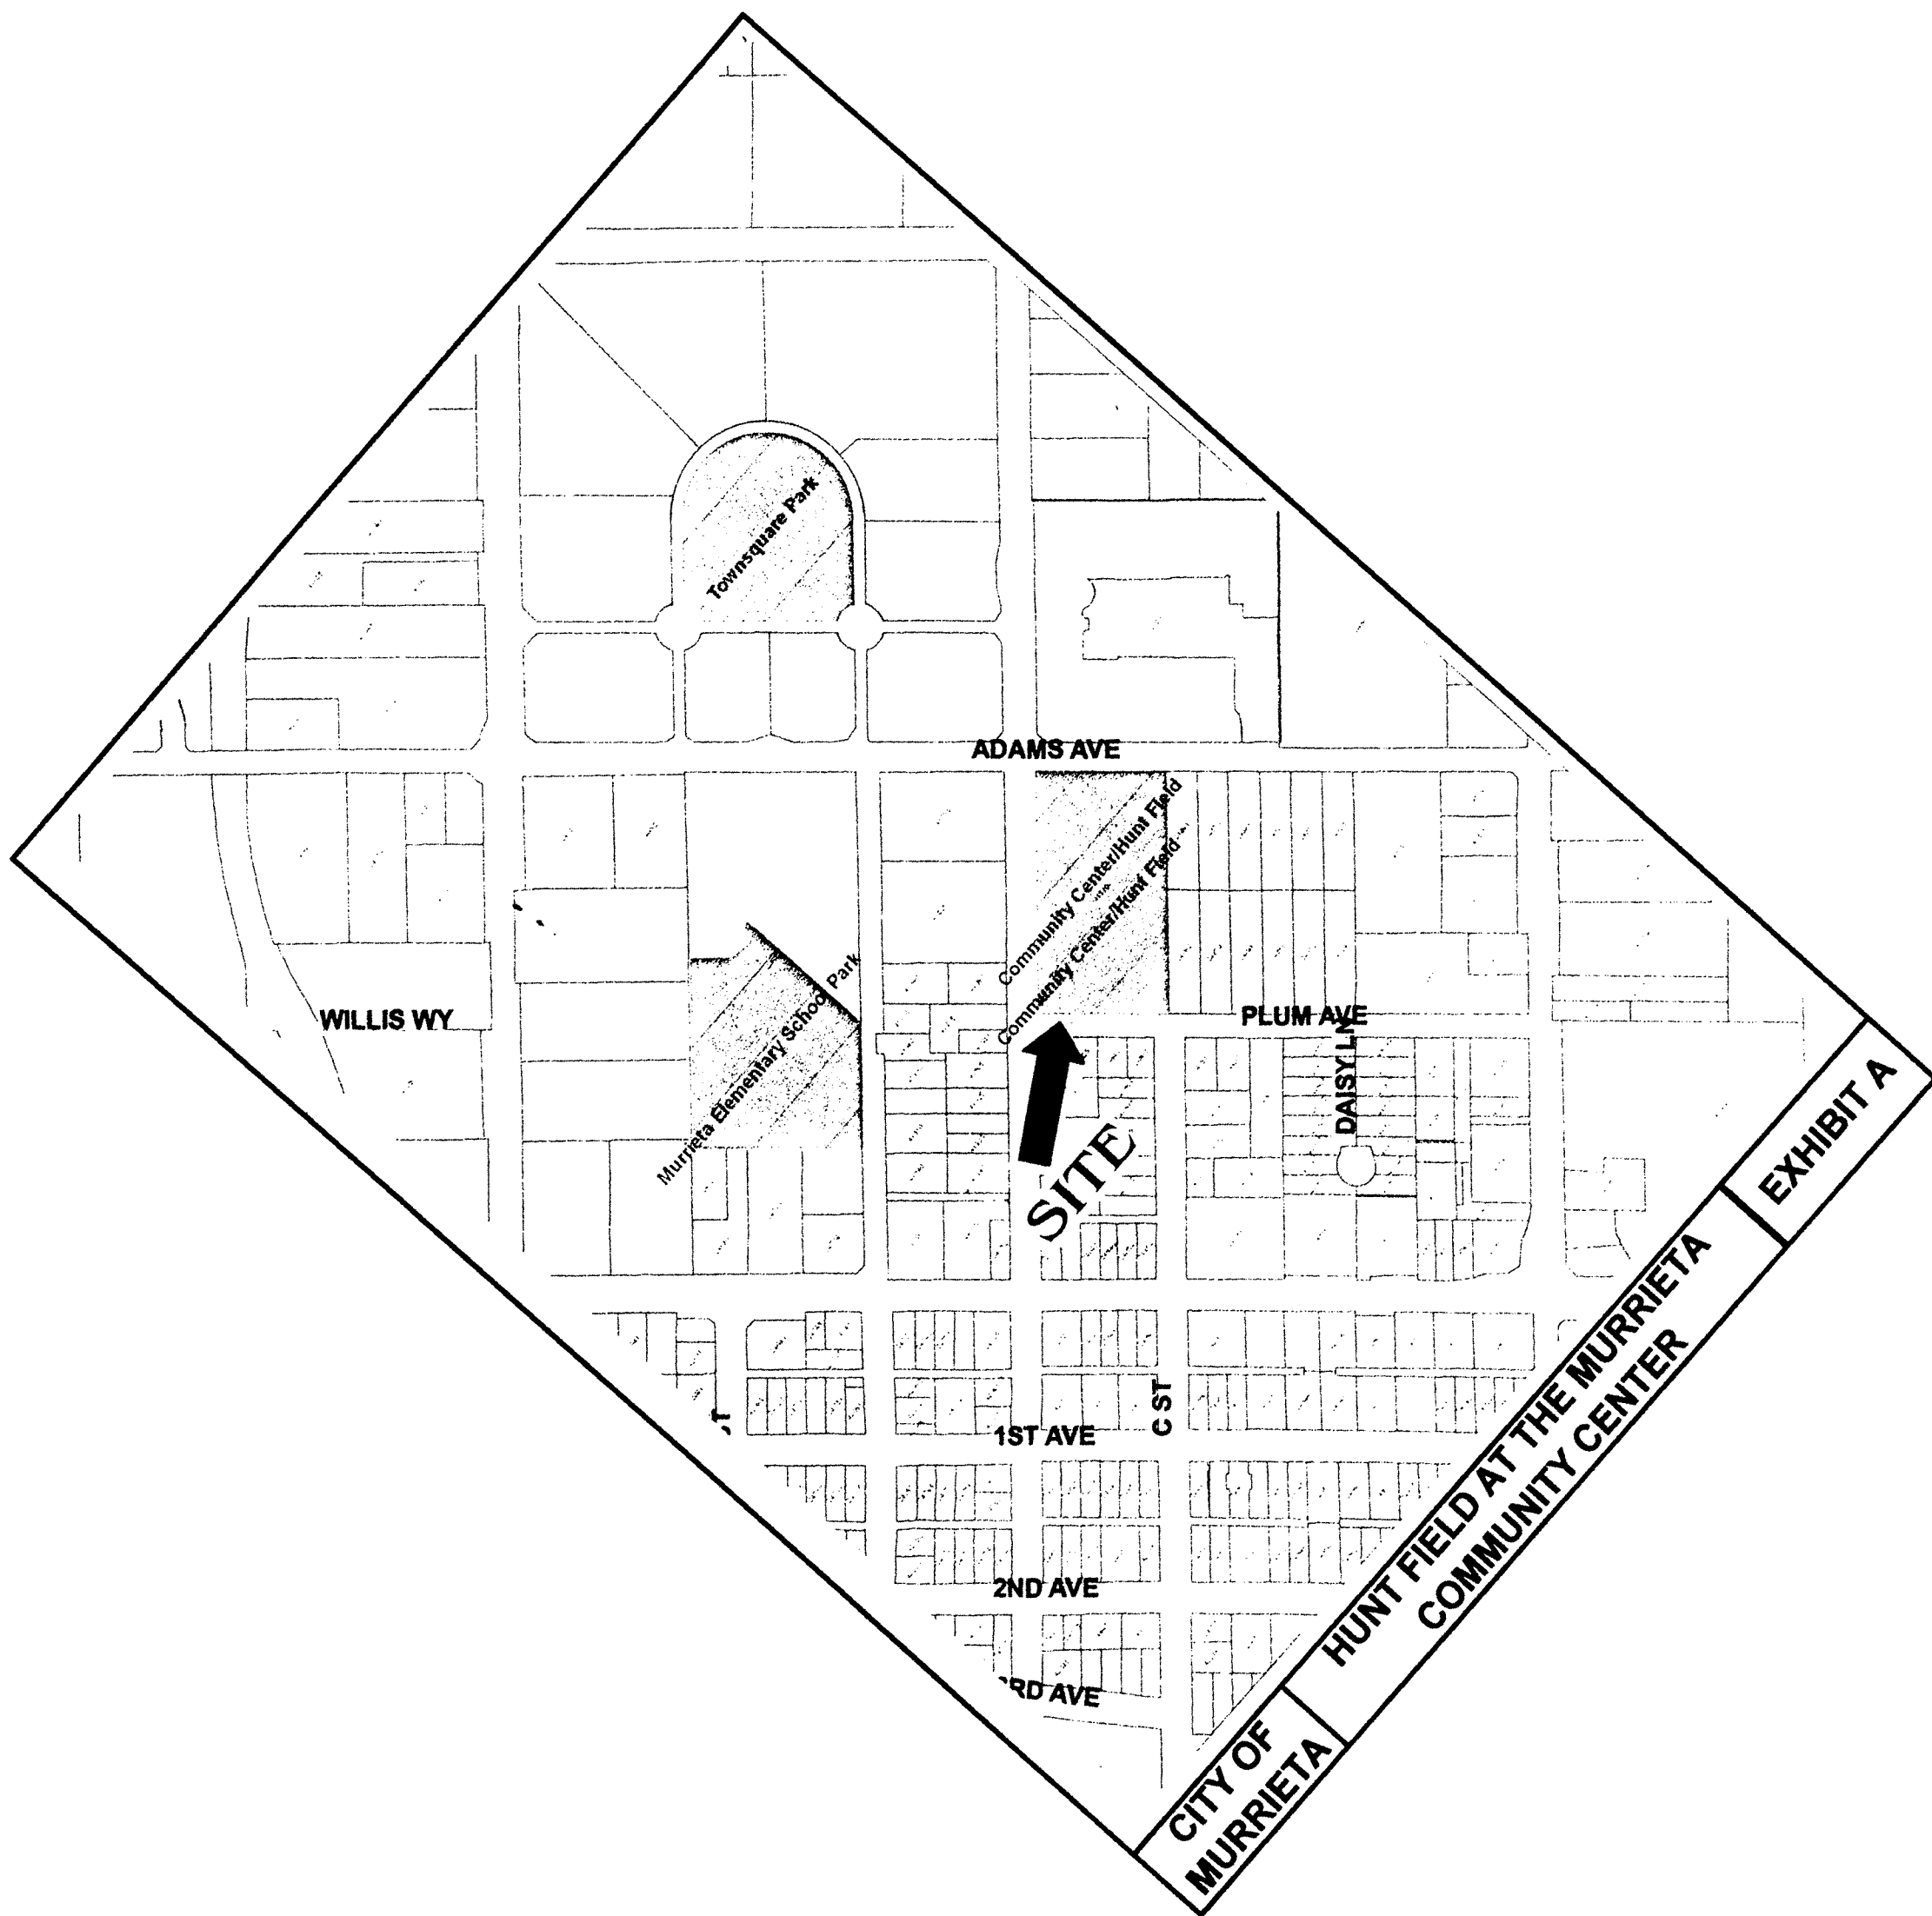 Townsquare Park
ADAMS AVE
Community Center/Hunt Field
Community Center/Hunt Field
Murrieta Elementary School Park
WILLIS WY
PLUM AVE
DAISY LN
SITE
C ST
1ST AVE
2ND AVE
3RD AVE
CITY OF
MURRIETA
HUNT FIELD AT THE MURRIETA
COMMUNITY CENTER
EXHIBIT A